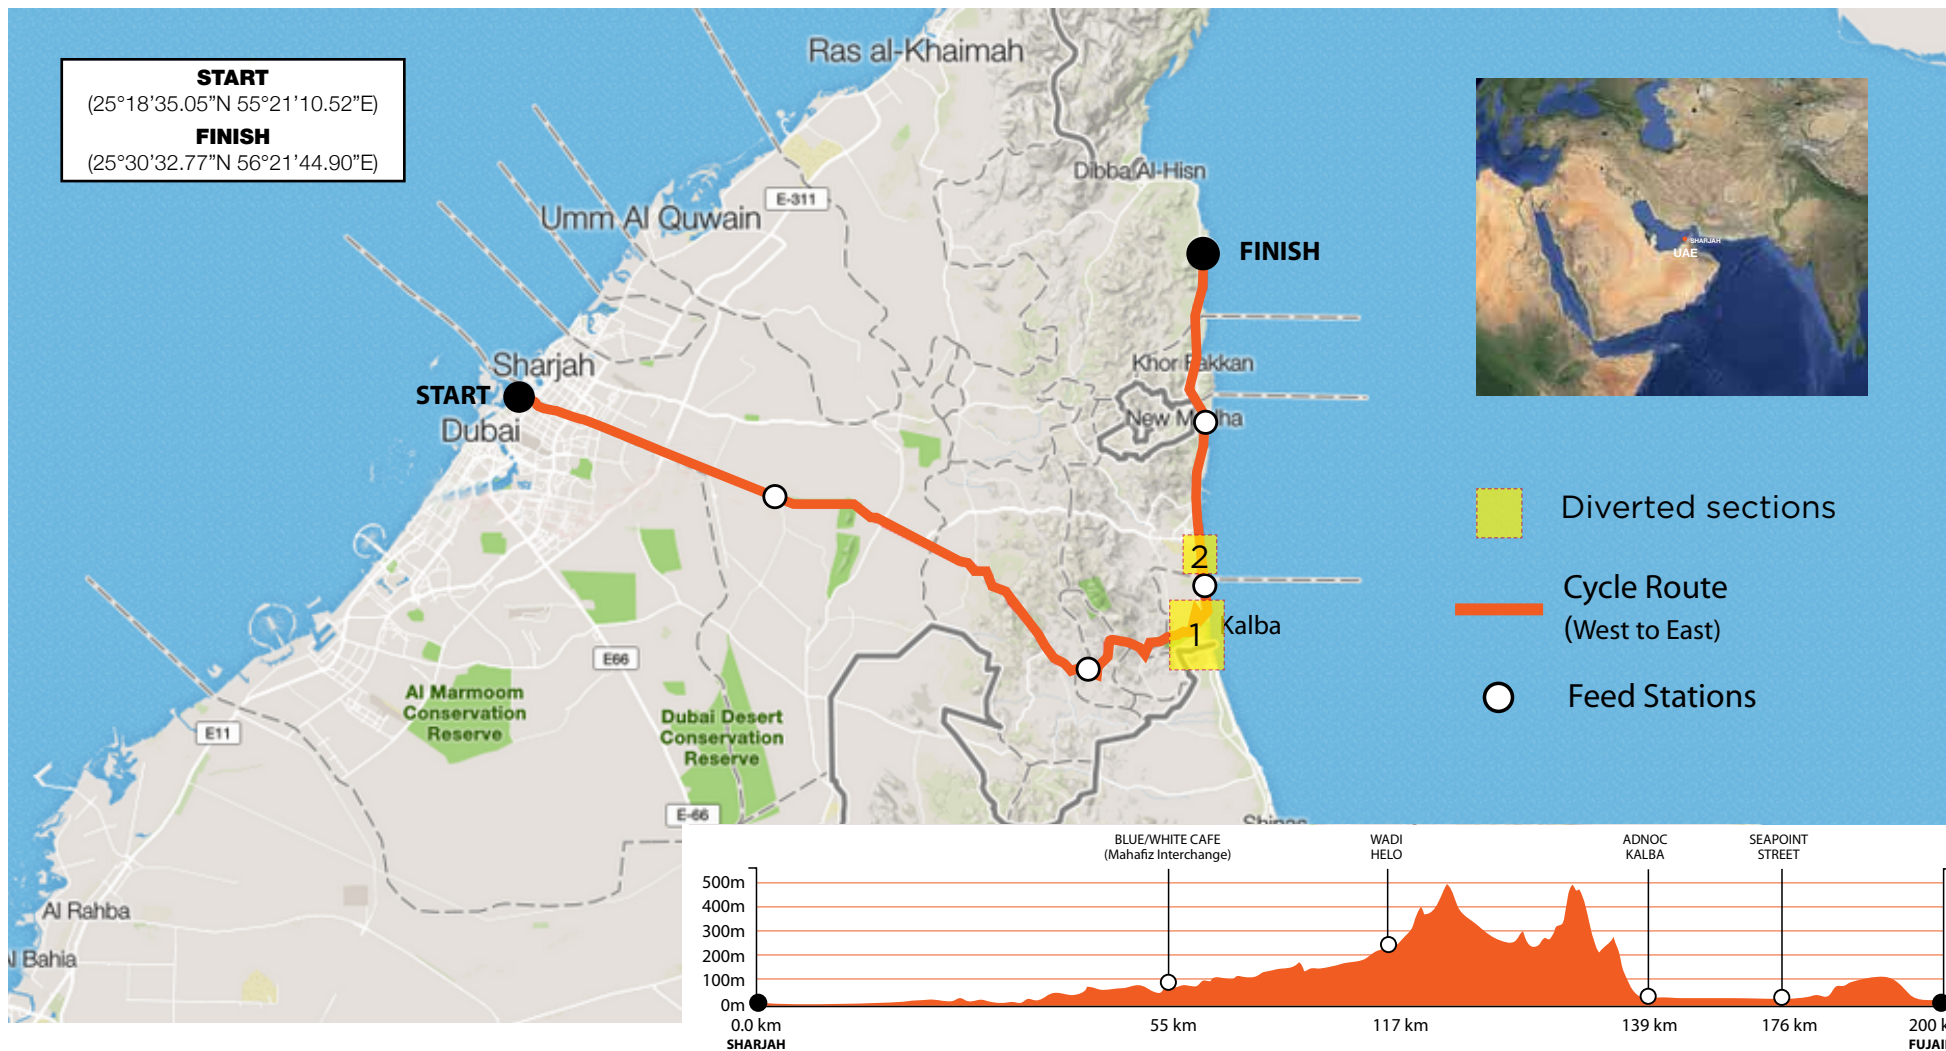 START
(25°18’35.05”N 55°21’10.52”E)
FINISH
(25°30’32.77”N 56°21’44.90”E)
Ras al-Khaimah
Dibba Al-Hisn
E-311
Umm Al Quwain
SHARJAH
UAE
FINISH
Sharjah
START
Dubai
Khor Fakkan
New
Diverted sections
2
1
Kalba
Cycle Route
(West to East)
Feed Stations
E66
Al Marmoom
Conservation
Reserve
Dubai Desert
Conservation
Reserve
E11
E-66
Al Rahba
Bahia
BLUE/WHITE CAFE
(Mahafiz Interchange)
WADI
HELO
ADNOC
KALBA
SEAPOINT
STREET
500m
400m
300m
200m
100m
0m
0.0 km
55 km
117 km
139 km
176 km
200
SHARJAH